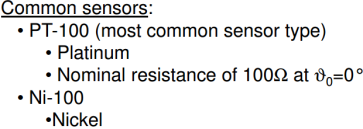 Common sensors:
• PT-100 (most common sensor type)
• Platinum
• Nominal resistance of 100Ω at ϑ₀=0°
• Ni-100
•Nickel